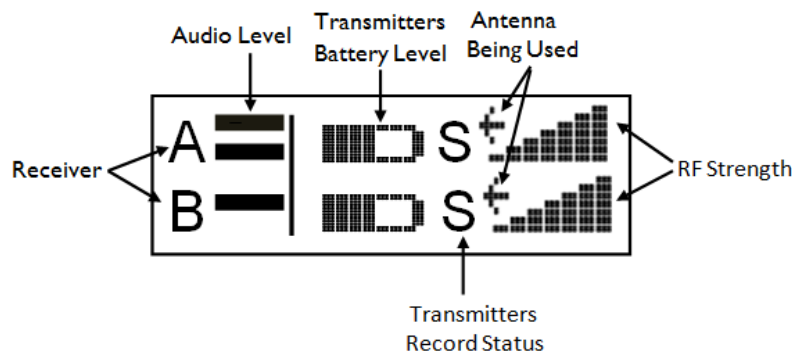 Audio Level
Transmitters
Battery Level
Antenna
Being Used
Receiver
A
S
B
S
RF Strength
Transmitters
Record Status